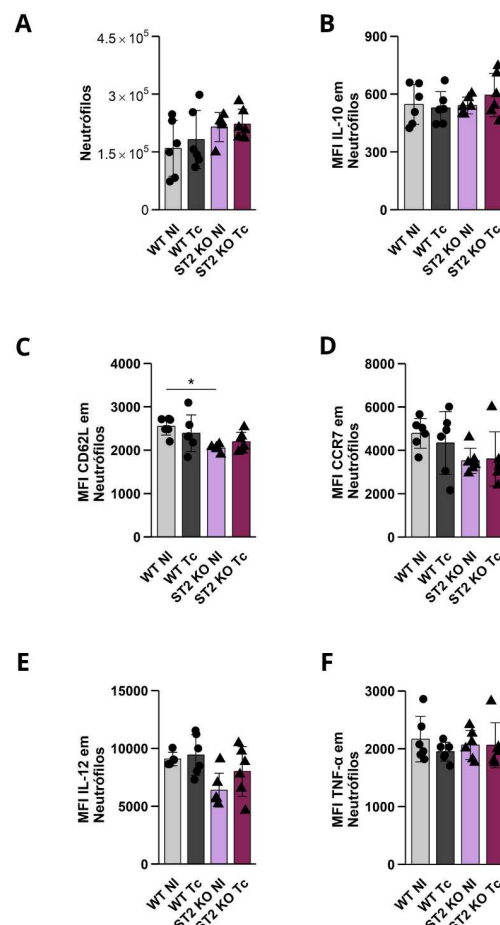 A
Neutrófilos
4.5 × 10⁵
3 × 10⁵
1.5 × 10⁵
0
WT NI
WT Tc
ST2 KO NI
ST2 KO Tc
B
MFI IL-10 em
Neutrófilos
900
600
300
0
WT NI
WT Tc
ST2 KO NI
ST2 KO Tc
C
MFI CD62L em
Neutrófilos
4000
3000
2000
1000
0
*
WT NI
WT Tc
ST2 KO NI
ST2 KO Tc
D
MFI CCR7 em
Neutrófilos
8000
6000
4000
2000
0
WT NI
WT Tc
ST2 KO NI
ST2 KO Tc
E
MFI IL-12 em
Neutrófilos
15000
10000
5000
0
WT NI
WT Tc
ST2 KO NI
ST2 KO Tc
F
MFI TNF-α em
Neutrófilos
3000
2000
1000
0
WT NI
WT Tc
ST2 KO NI
ST2 KO Tc